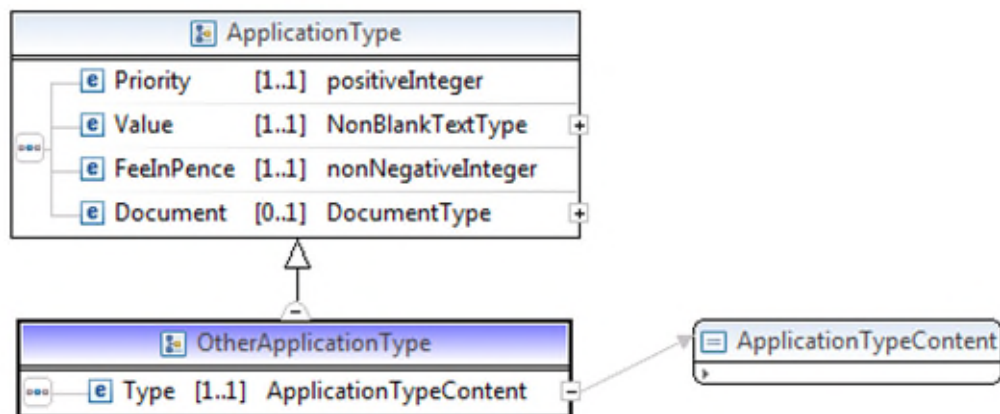 ApplicationType
e Priority [1..1] positiveInteger
e Value [1..1] NonBlankTextType +
e FeeInPence [1..1] nonNegativeInteger
e Document [0..1] DocumentType +
OtherApplicationType
e Type [1..1] ApplicationTypeContent
ApplicationTypeContent